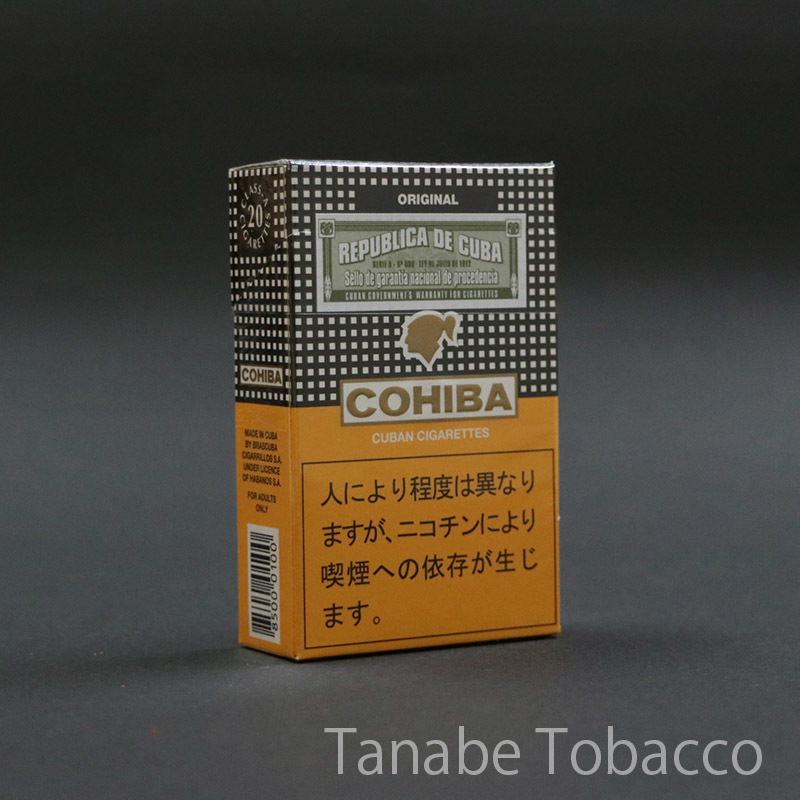 ORIGINAL
REPUBLICA DE CUBA
Sello de garantia nacional de procedencia
CUBAN GOVERNMENT'S WARRANTY FOR CIGARETTES
COHIBA
CUBAN CIGARETTES
人により程度は異なり
ますが、ニコチンにより
喫煙への依存が生じ
ます。
CLASS A
20
CIGARETTES
COHIBA
MADE IN CUBA
BY BRASCUBA
CIGARRILLOS S.A.
UNDER LICENCE
OF HABANOS S.A.
FOR ADULTS
ONLY
8500 0100
Tanabe Tobacco